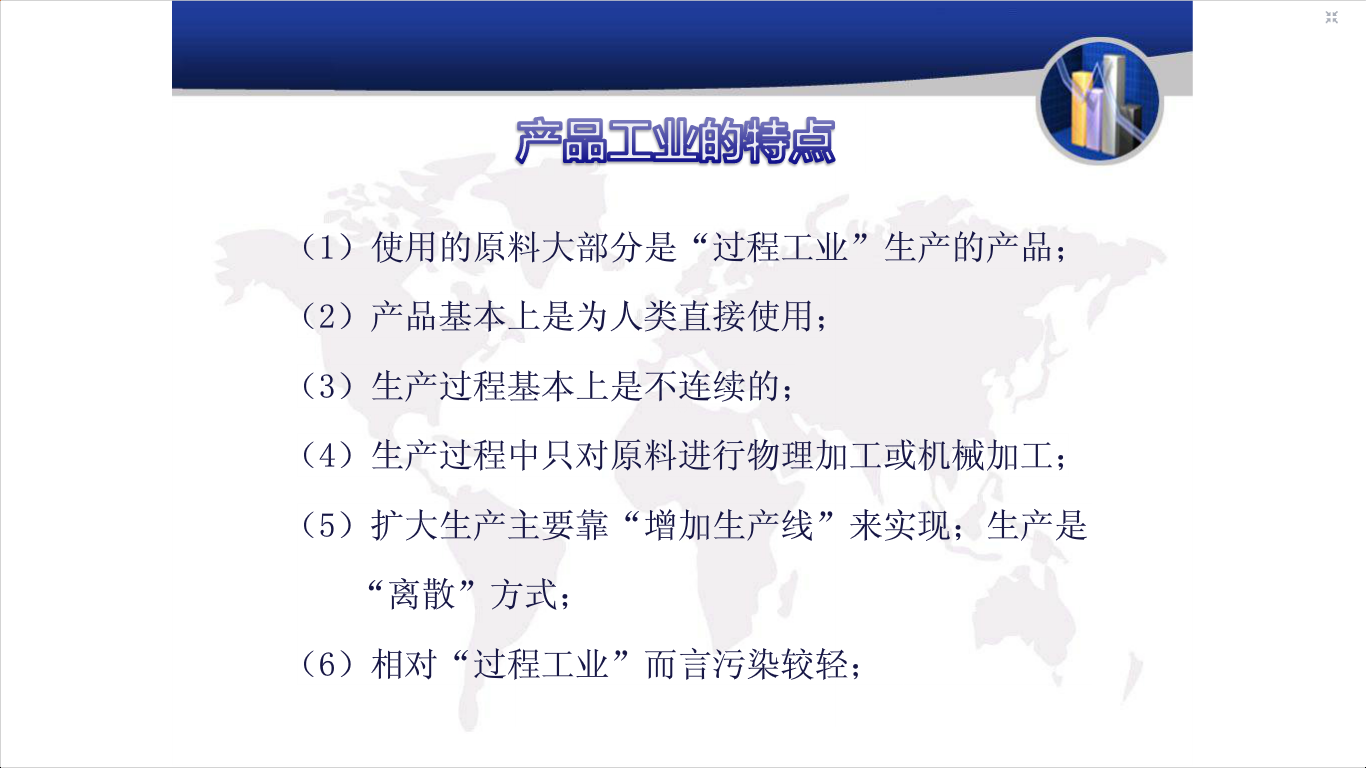 产品工业的特点
（1）使用的原料大部分是“过程工业”生产的产品；
（2）产品基本上是为人类直接使用；
（3）生产过程基本上是不连续的；
（4）生产过程中只对原料进行物理加工或机械加工；
（5）扩大生产主要靠“增加生产线”来实现；生产是
“离散”方式；
（6）相对“过程工业”而言污染较轻；